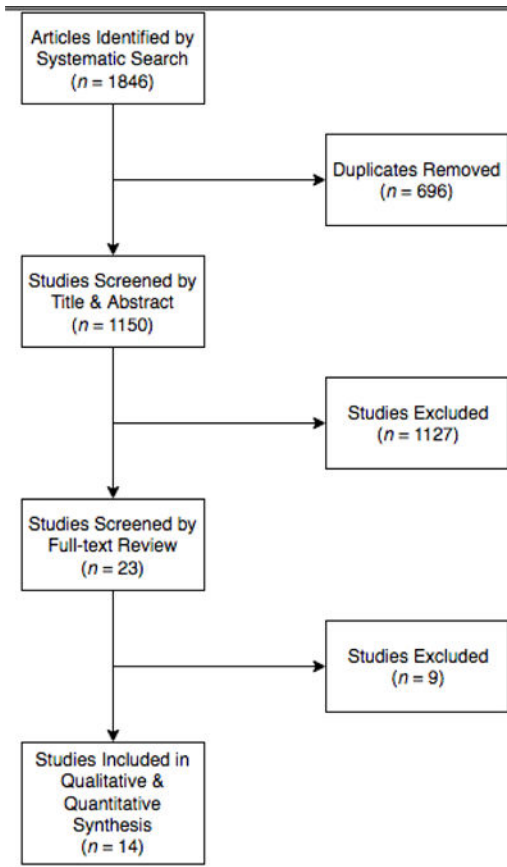 Articles Identified by
Systematic Search
(n = 1846)
Duplicates Removed
(n = 696)
Studies Screened by
Title & Abstract
(n = 1150)
Studies Excluded
(n = 1127)
Studies Screened by
Full-text Review
(n = 23)
Studies Excluded
(n = 9)
Studies Included in
Qualitative &
Quantitative
Synthesis
(n = 14)